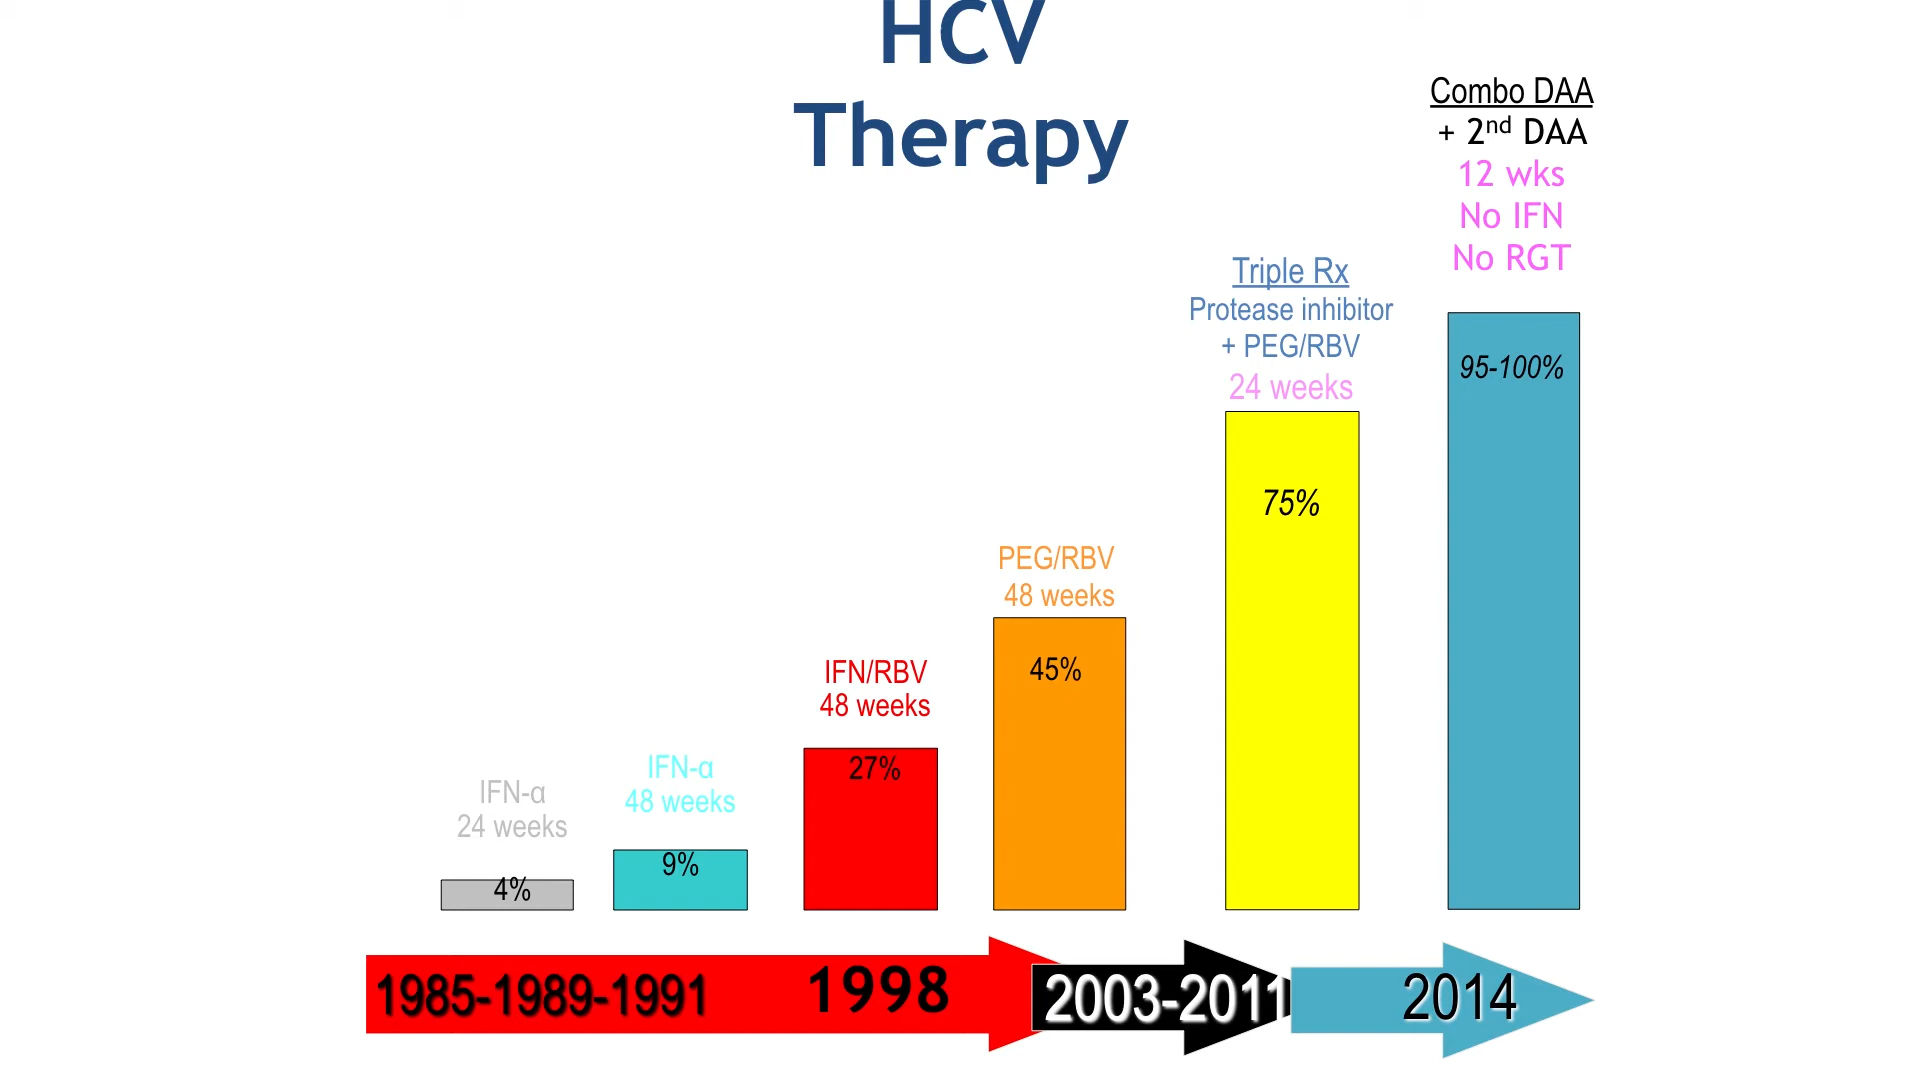 HCV
Therapy
Combo DAA
+ 2nd DAA
12 wks
No IFN
No RGT
Triple Rx
Protease inhibitor
+ PEG/RBV
24 weeks
95-100%
75%
PEG/RBV
48 weeks
45%
IFN/RBV
48 weeks
27%
IFN-α
48 weeks
9%
IFN-α
24 weeks
4%
1985-1989-1991
1998
2003-2011
2014